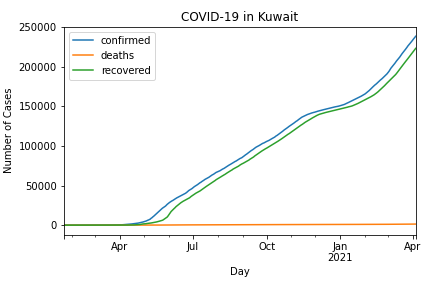 COVID-19 in Kuwait
250000
200000
150000
100000
50000
0
Number of Cases
confirmed
deaths
recovered
Apr
Jul
Oct
Jan
2021
Apr
Day